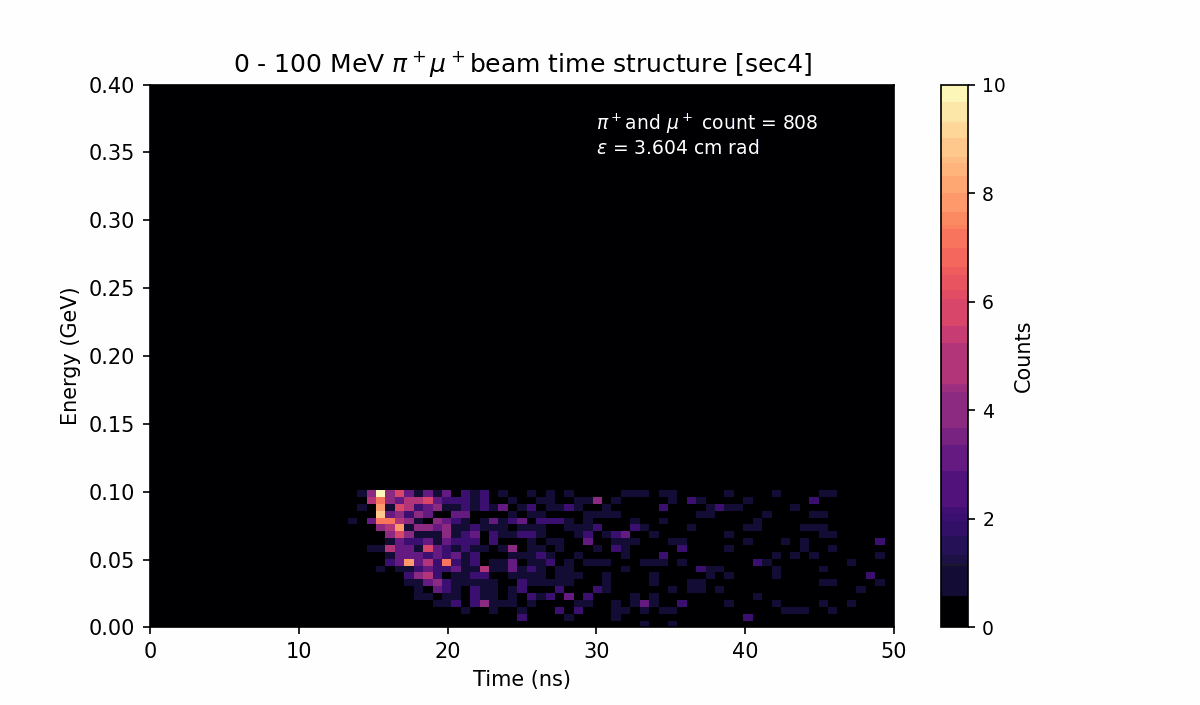 0 - 100 MeV π⁺μ⁺beam time structure [sec4]
π⁺and μ⁺ count = 808
ε = 3.604 cm rad
Energy (GeV)
0.40
0.35
0.30
0.25
0.20
0.15
0.10
0.05
0.00
0 10 20 30 40 50
Time (ns)
10
8
6
4
2
0
Counts